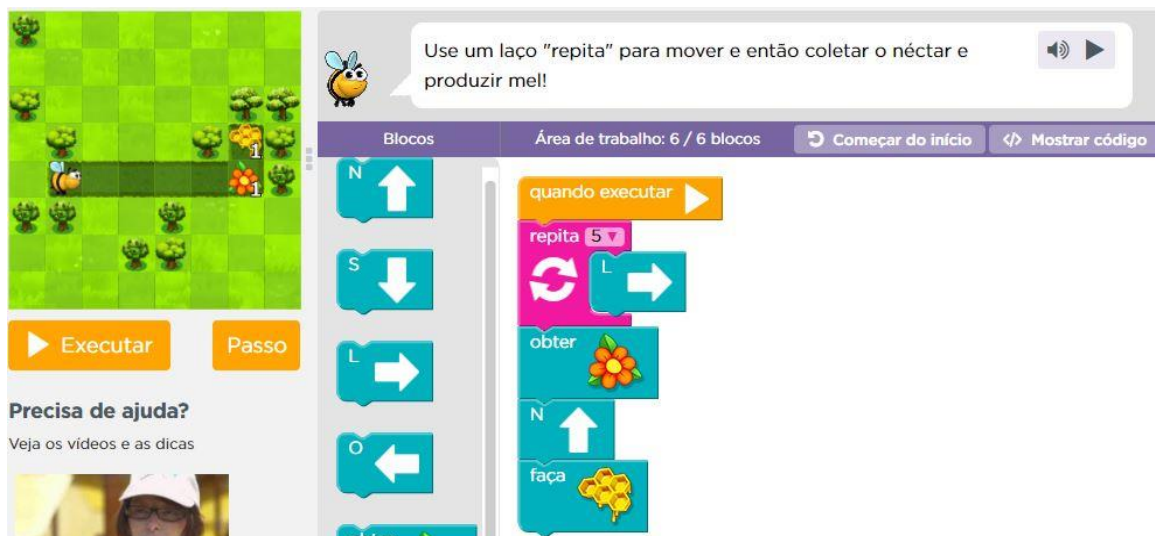 Use um laço "repita" para mover e então coletar o néctar e
produzir mel!
Blocos
Área de trabalho: 6 / 6 blocos
Começar do início
</> Mostrar código
1
1
N
S
L
O
quando executar
repita 5
L
obter
N
faça
Executar
Passo
Precisa de ajuda?
Veja os vídeos e as dicas